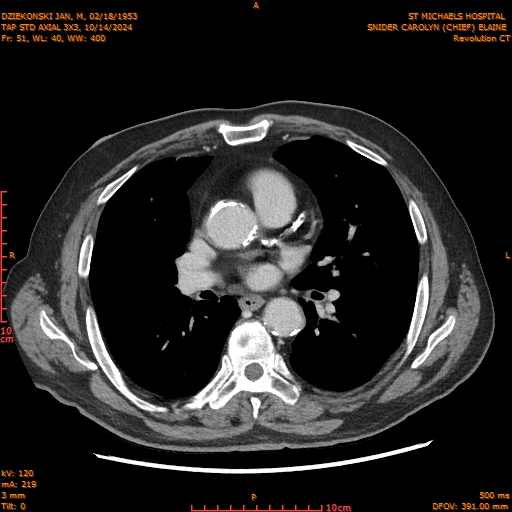 A
DZIEKONSKI JAN, M, 02/18/1953
TAP STD AXIAL 3X3, 10/14/2024
Fr: 51, WL: 40, WW: 400
ST MICHAELS HOSPITAL
SNIDER CAROLYN (CHIEF) ELAINE
Revolution CT
R
L
10
cm
kV: 120
mA: 219
3 mm
Tilt: 0
P
10cm
500 ms
DFOV: 391.00 mm